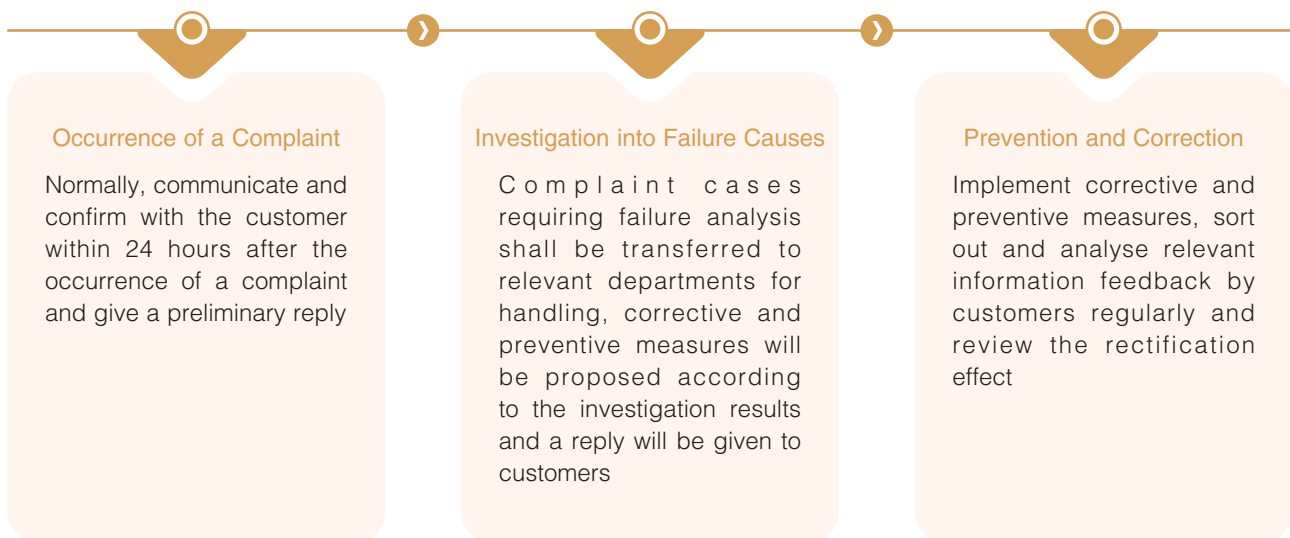 Occurrence of a Complaint
Normally, communicate and
confirm with the customer
within 24 hours after the
occurrence of a complaint
and give a preliminary reply
Investigation into Failure Causes
Complaint cases
requiring failure analysis
shall be transferred to
relevant departments for
handling, corrective and
preventive measures will
be proposed according
to the investigation results
and a reply will be given to
customers
Prevention and Correction
Implement corrective and
preventive measures, sort
out and analyse relevant
information feedback by
customers regularly and
review the rectification
effect